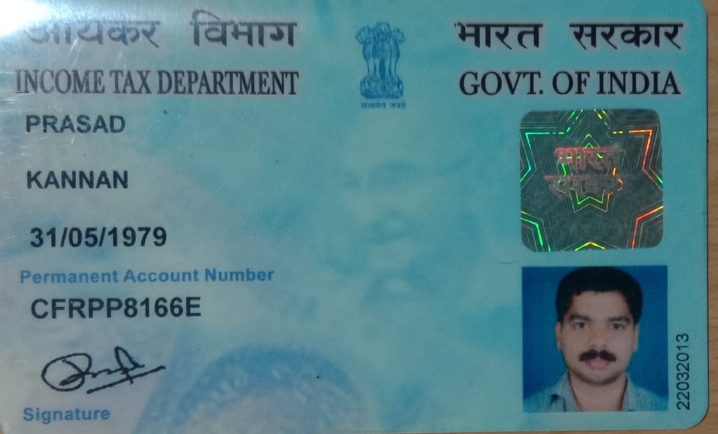 आयकर विभाग
INCOME TAX DEPARTMENT
भारत सरकार
GOVT. OF INDIA
सत्यमेव जयते
PRASAD
KANNAN
31/05/1979
Permanent Account Number
CFRPP8166E
Signature
भारत
22032013